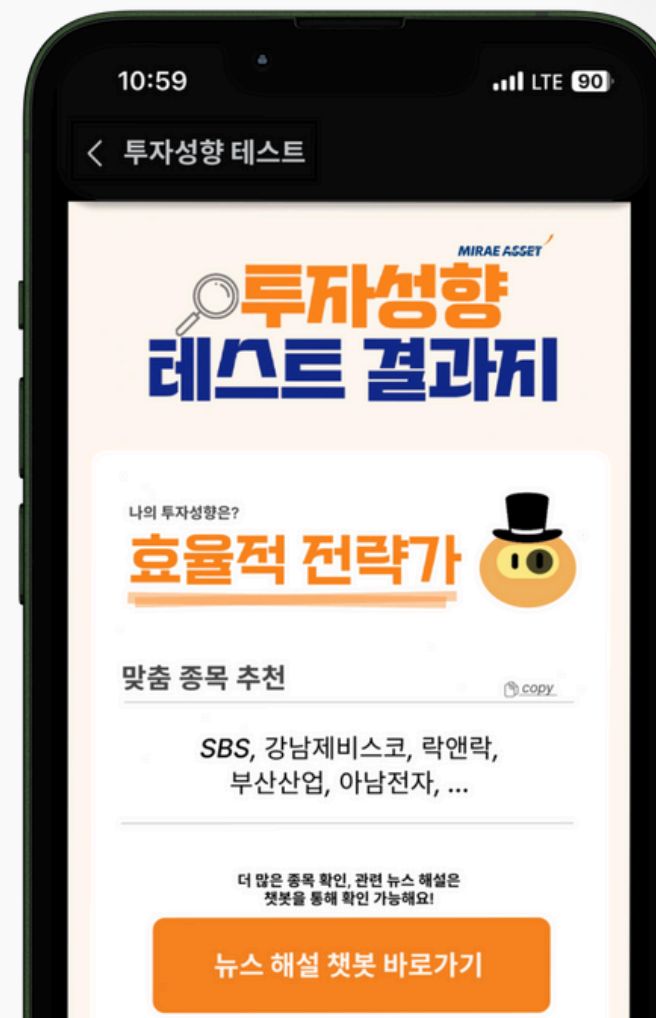 10:59 LTE 90
투자성향 테스트
MIRAE ASSET
투자성향
테스트 결과지
나의 투자성향은?
효율적 전략가
맞춤 종목 추천
copy
SBS, 강남제비스코, 락앤락,
부산산업, 아남전자, ...
더 많은 종목 확인, 관련 뉴스 해설은
챗봇을 통해 확인 가능해요!
뉴스 해설 챗봇 바로가기